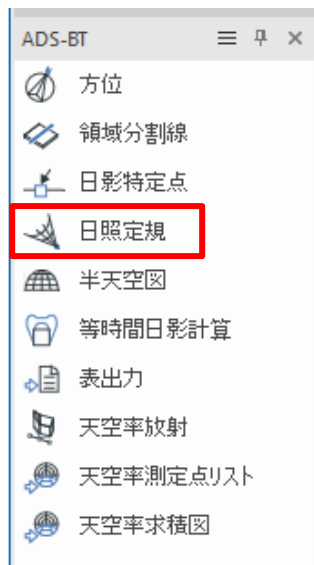 ADS-BT
方位
領域分割線
日影特定点
日照定規
半天空図
等時間日影計算
表出力
天空率放射
天空率測定点リスト
天空率求積図